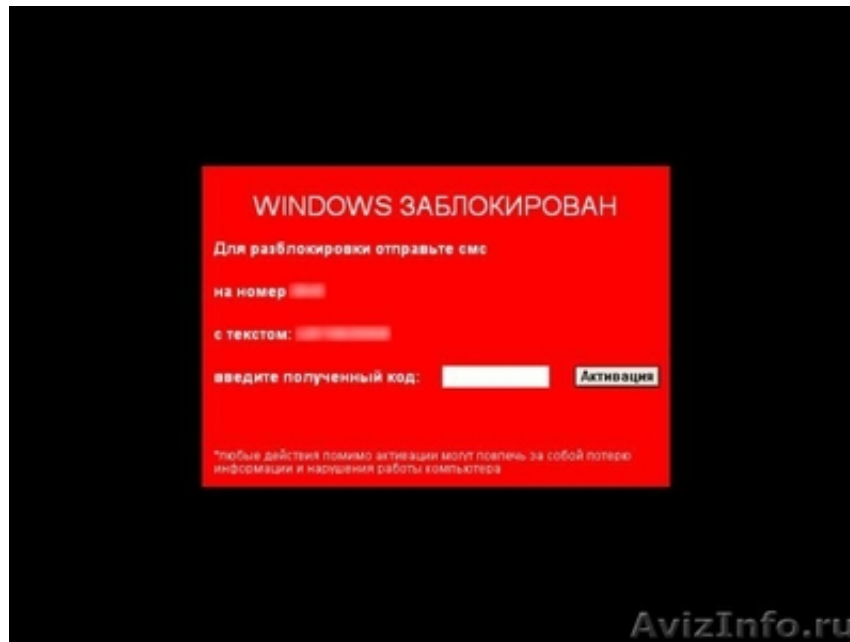 WINDOWS ЗАБЛОКИРОВАН
Для разблокировки отправьте смс
на номер
с текстом:
введите полученный код:
Активация
*любые действия помимо активации могут повлечь за собой потерю
информации и нарушения работы компьютера
AvizInfo.ru